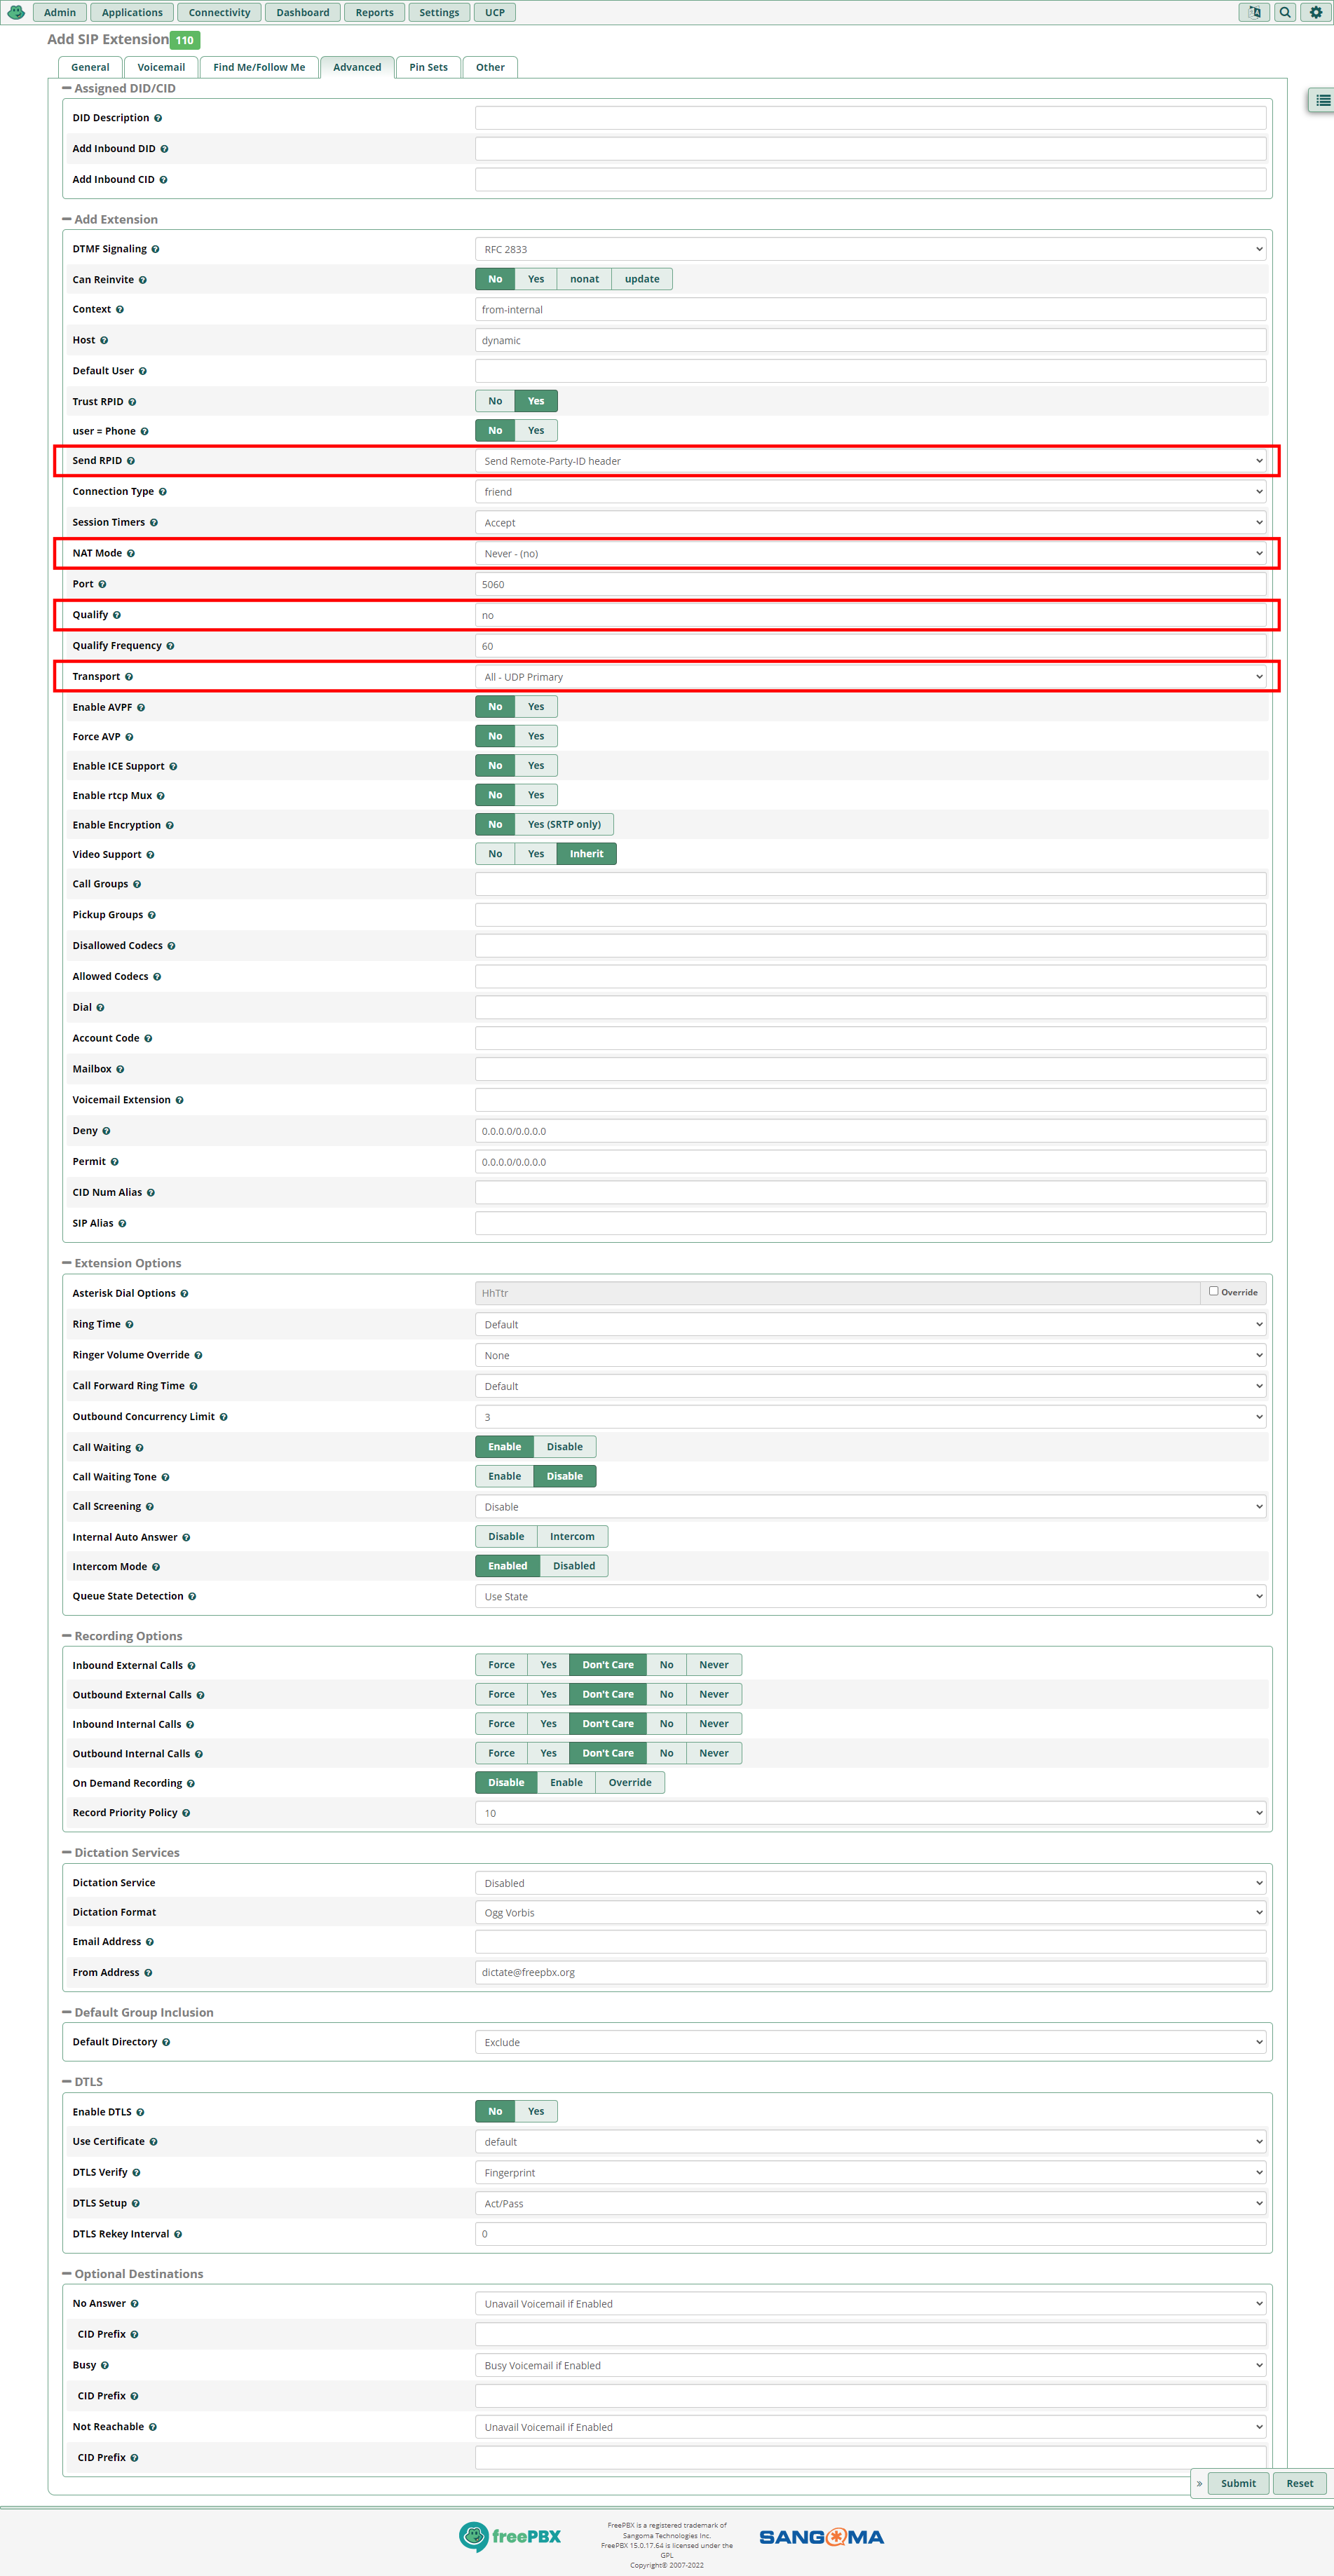 Admin Applications Connectivity Dashboard Reports Settings UCP
Add SIP Extension 110
General Voicemail Find Me/Follow Me Advanced Pin Sets Other
Assigned DID/CID
DID Description
Add Inbound DID
Add Inbound CID
Add Extension
DTMF Signaling RFC 2833
Can Reinvite No Yes nonat update
Context from-internal
Host dynamic
Default User
Trust RPID No Yes
user = Phone No Yes
Send RPID Send Remote-Party-ID header
Connection Type friend
Session Timers Accept
NAT Mode Never - (no)
Port 5060
Qualify no
Qualify Frequency 60
Transport All - UDP Primary
Enable AVPF No Yes
Force AVP No Yes
Enable ICE Support No Yes
Enable rtcp Mux No Yes
Enable Encryption No Yes (SRTP only)
Video Support No Yes Inherit
Call Groups
Pickup Groups
Disallowed Codecs
Allowed Codecs
Dial
Account Code
Mailbox
Voicemail Extension
Deny 0.0.0.0/0.0.0.0
Permit 0.0.0.0/0.0.0.0
CID Num Alias
SIP Alias
Extension Options
Asterisk Dial Options HhTtr Override
Ring Time Default
Ringer Volume Override None
Call Forward Ring Time Default
Outbound Concurrency Limit 3
Call Waiting Enable Disable
Call Waiting Tone Enable Disable
Call Screening Disable
Internal Auto Answer Disable Intercom
Intercom Mode Enabled Disabled
Queue State Detection Use State
Recording Options
Inbound External Calls Force Yes Don't Care No Never
Outbound External Calls Force Yes Don't Care No Never
Inbound Internal Calls Force Yes Don't Care No Never
Outbound Internal Calls Force Yes Don't Care No Never
On Demand Recording Disable Enable Override
Record Priority Policy 10
Dictation Services
Dictation Service Disabled
Dictation Format Ogg Vorbis
Email Address
From Address dictate@freepbx.org
Default Group Inclusion
Default Directory Exclude
DTLS
Enable DTLS No Yes
Use Certificate default
DTLS Verify Fingerprint
DTLS Setup Act/Pass
DTLS Rekey Interval 0
Optional Destinations
No Answer Unavail Voicemail if Enabled
CID Prefix
Busy Busy Voicemail if Enabled
CID Prefix
Not Reachable Unavail Voicemail if Enabled
CID Prefix
» Submit Reset
freePBX
FreePBX is a registered trademark of
Sangoma Technologies Inc.
FreePBX 15.0.17.64 is licensed under the
GPL
Copyright© 2007-2022
SANGOMA